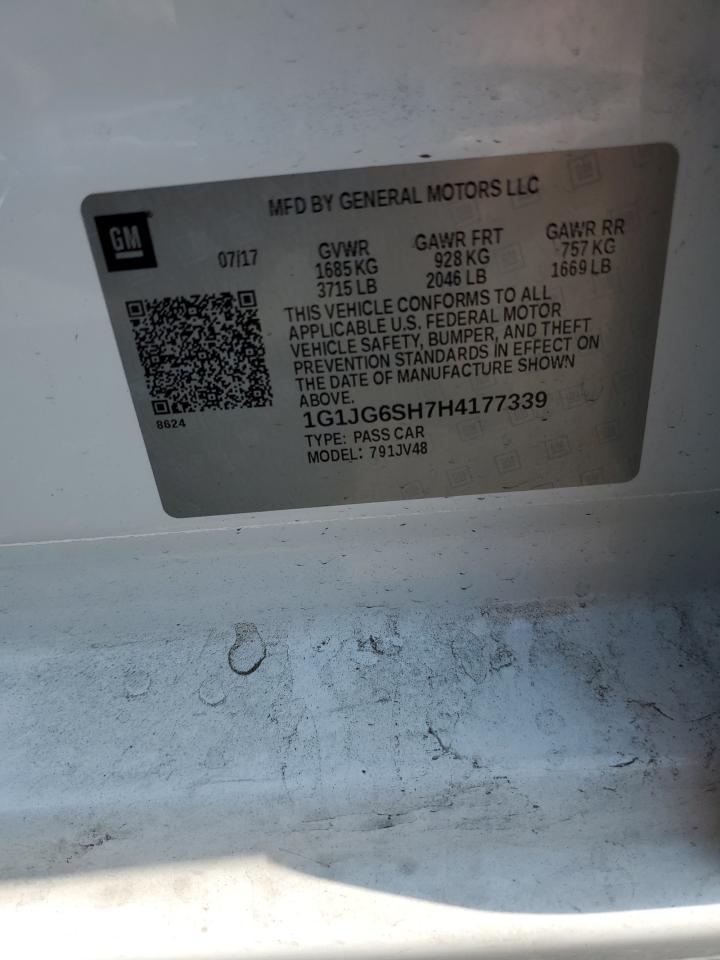 MFD BY GENERAL MOTORS LLC
GM
07/17
GVWR
1685 KG
3715 LB
GAWR FRT
928 KG
2046 LB
GAWR RR
757 KG
1669 LB
THIS VEHICLE CONFORMS TO ALL
APPLICABLE U.S. FEDERAL MOTOR
VEHICLE SAFETY, BUMPER, AND THEFT
PREVENTION STANDARDS IN EFFECT ON
THE DATE OF MANUFACTURE SHOWN
ABOVE.
8624
1G1JG6SH7H4177339
TYPE: PASS CAR
MODEL: 791JV48